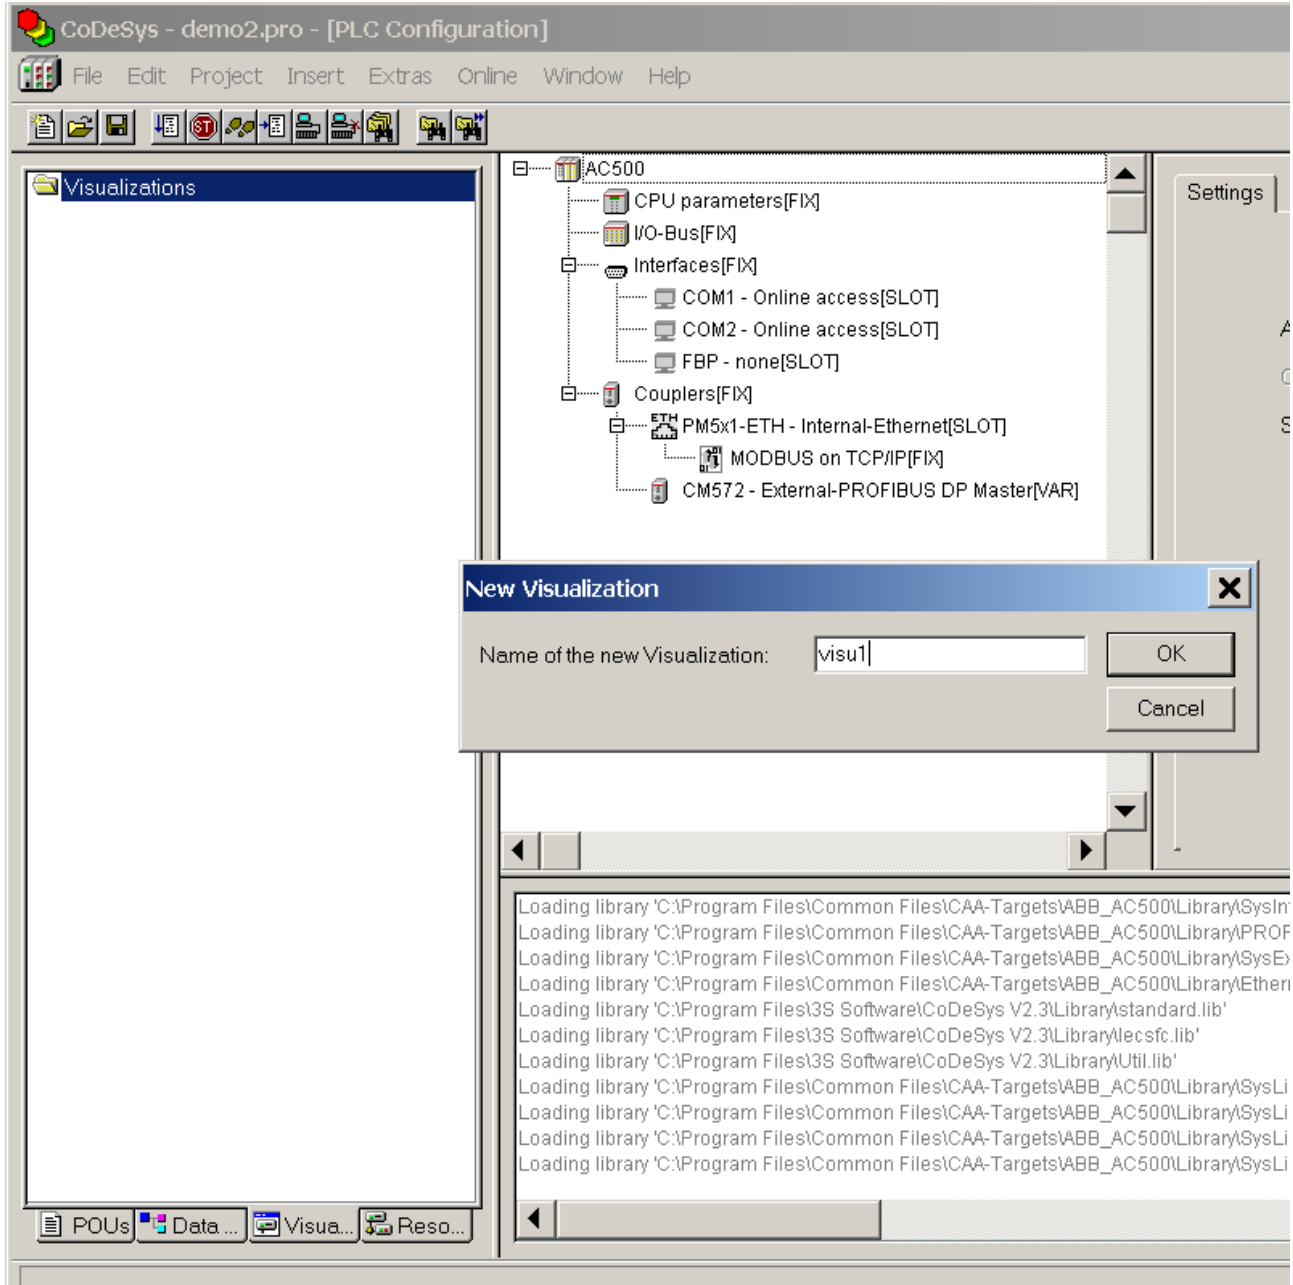 CoDeSys - demo2.pro - [PLC Configuration]
File Edit Project Insert Extras Online Window Help
Visualizations
AC500
CPU parameters[FIX]
I/O-Bus[FIX]
Interfaces[FIX]
COM1 - Online access[SLOT]
COM2 - Online access[SLOT]
FBP - none[SLOT]
Couplers[FIX]
PM5x1-ETH - Internal-Ethernet[SLOT]
MODBUS on TCP/IP[FIX]
CM572 - External-PROFIBUS DP Master[VAR]
Settings
New Visualization
Name of the new Visualization:
visu1
OK
Cancel
Loading library 'C:\Program Files\Common Files\CAA-Targets\ABB_AC500\Library\SysInt
Loading library 'C:\Program Files\Common Files\CAA-Targets\ABB_AC500\Library\PROF
Loading library 'C:\Program Files\Common Files\CAA-Targets\ABB_AC500\Library\SysEx
Loading library 'C:\Program Files\Common Files\CAA-Targets\ABB_AC500\Library\Ethern
Loading library 'C:\Program Files\3S Software\CoDeSys V2.3\Library\standard.lib'
Loading library 'C:\Program Files\3S Software\CoDeSys V2.3\Library\Iecsfc.lib'
Loading library 'C:\Program Files\3S Software\CoDeSys V2.3\Library\Util.lib'
Loading library 'C:\Program Files\Common Files\CAA-Targets\ABB_AC500\Library\SysLi
Loading library 'C:\Program Files\Common Files\CAA-Targets\ABB_AC500\Library\SysLi
Loading library 'C:\Program Files\Common Files\CAA-Targets\ABB_AC500\Library\SysLi
Loading library 'C:\Program Files\Common Files\CAA-Targets\ABB_AC500\Library\SysLi
POUs Data ... Visua... Reso...